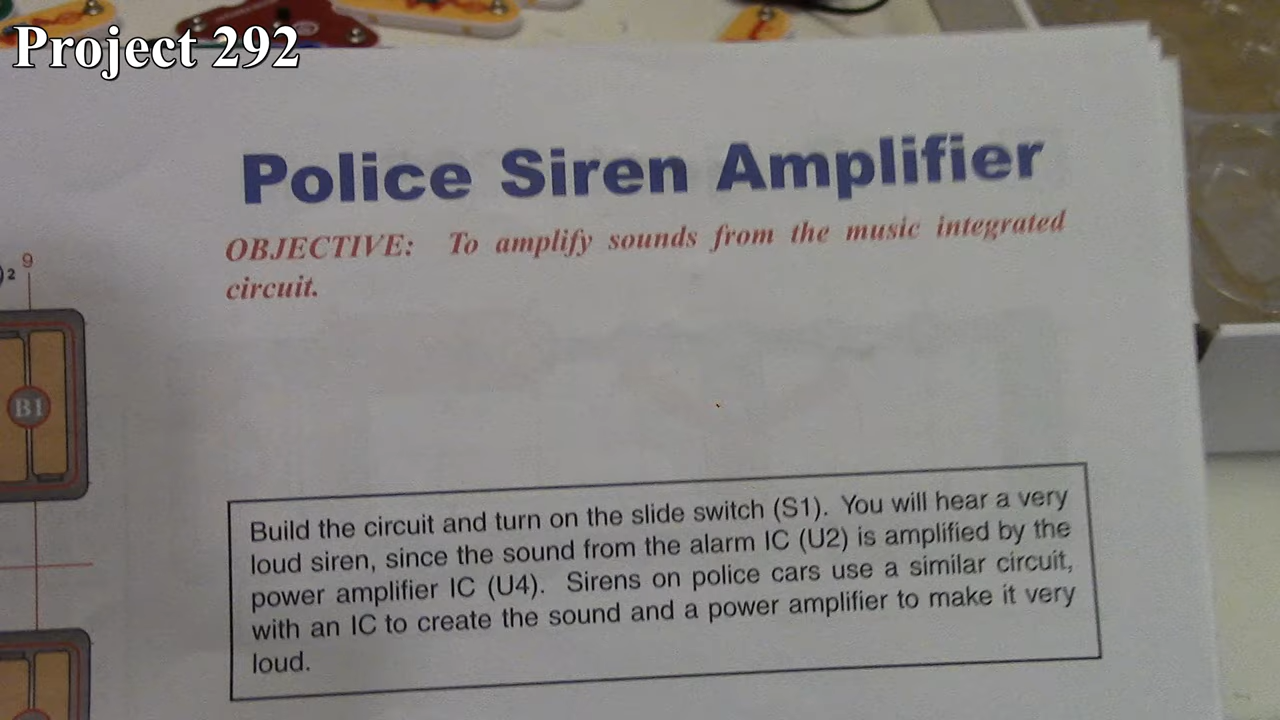 Project 292
Police Siren Amplifier
OBJECTIVE: To amplify sounds from the music integrated
circuit.
2 9
B1
Build the circuit and turn on the slide switch (S1). You will hear a very
loud siren, since the sound from the alarm IC (U2) is amplified by the
power amplifier IC (U4). Sirens on police cars use a similar circuit,
with an IC to create the sound and a power amplifier to make it very
loud.